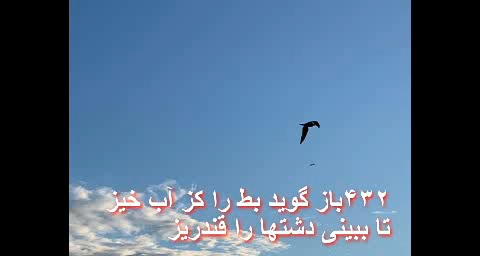 ۴۳۲باز گوید بط را کز آب خیز
تا ببینی دشتها را قندریز